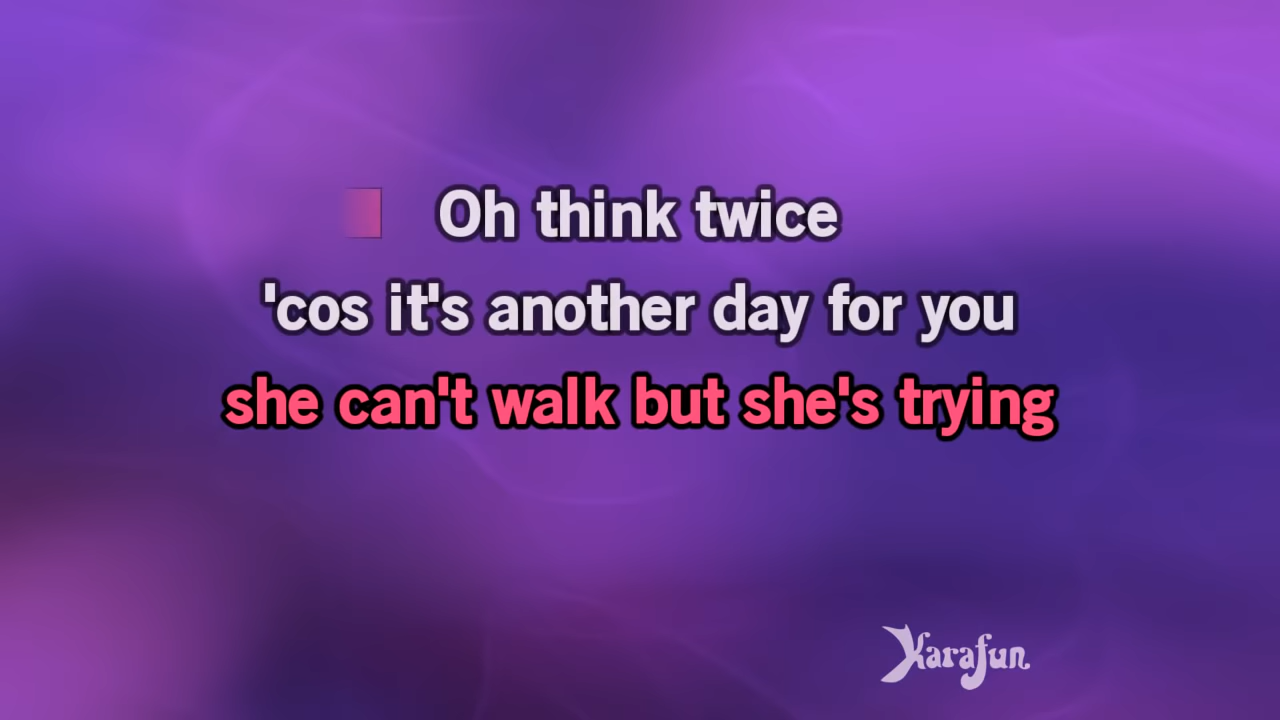 Oh think twice
'cos it's another day for you
she can't walk but she's trying
Karafun